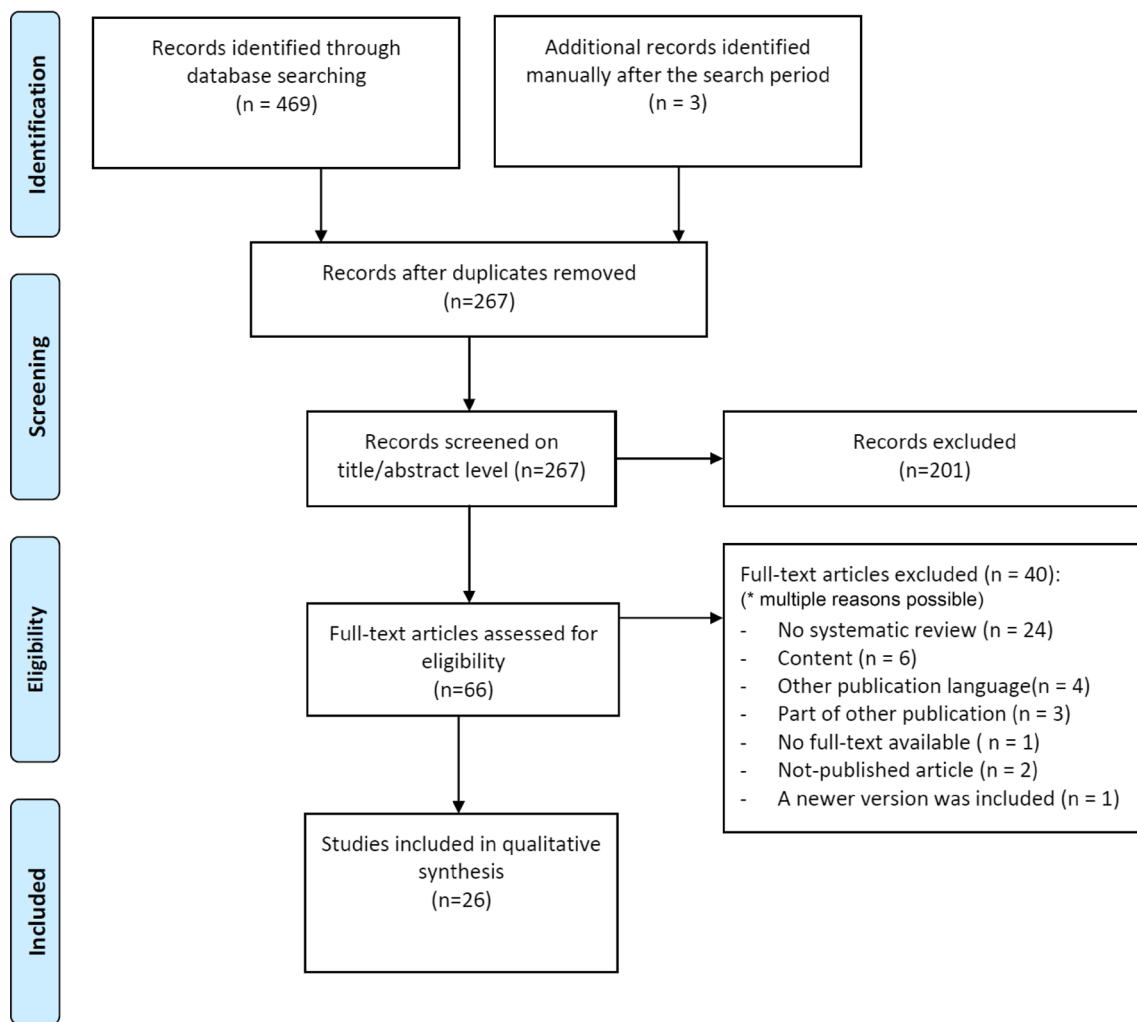 Identification
Records identified through
database searching
(n = 469)
Additional records identified
manually after the search period
(n = 3)
Records after duplicates removed
(n=267)
Screening
Records screened on
title/abstract level (n=267)
Records excluded
(n=201)
Eligibility
Full-text articles assessed for
eligibility
(n=66)
Full-text articles excluded (n = 40):
(* multiple reasons possible)
- No systematic review (n = 24)
- Content (n = 6)
- Other publication language(n = 4)
- Part of other publication (n = 3)
- No full-text available ( n = 1)
- Not-published article (n = 2)
- A newer version was included (n = 1)
Included
Studies included in qualitative
synthesis
(n=26)